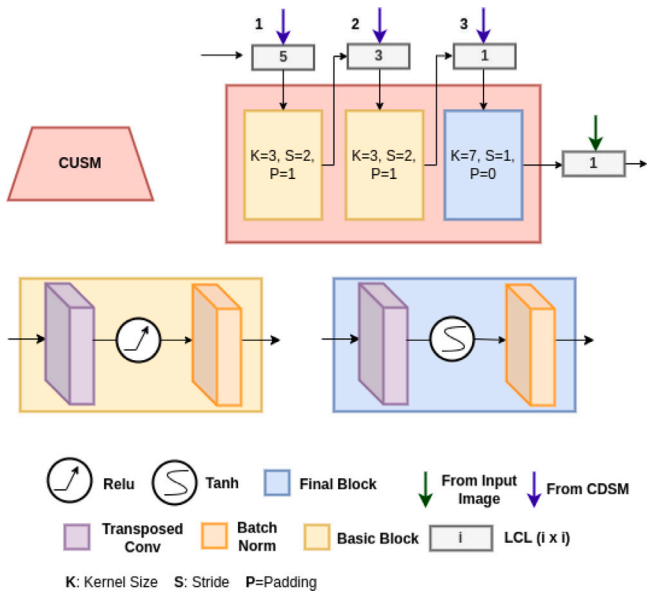 1 2 3
5 3 1
CUSM
K=3, S=2,
P=1
K=3, S=2,
P=1
K=7, S=1,
P=0
1
Relu
Tanh
Final Block
From Input
Image
From CDSM
Transposed
Conv
Batch
Norm
Basic Block
i
LCL (i x i)
K: Kernel Size S: Stride P=Padding